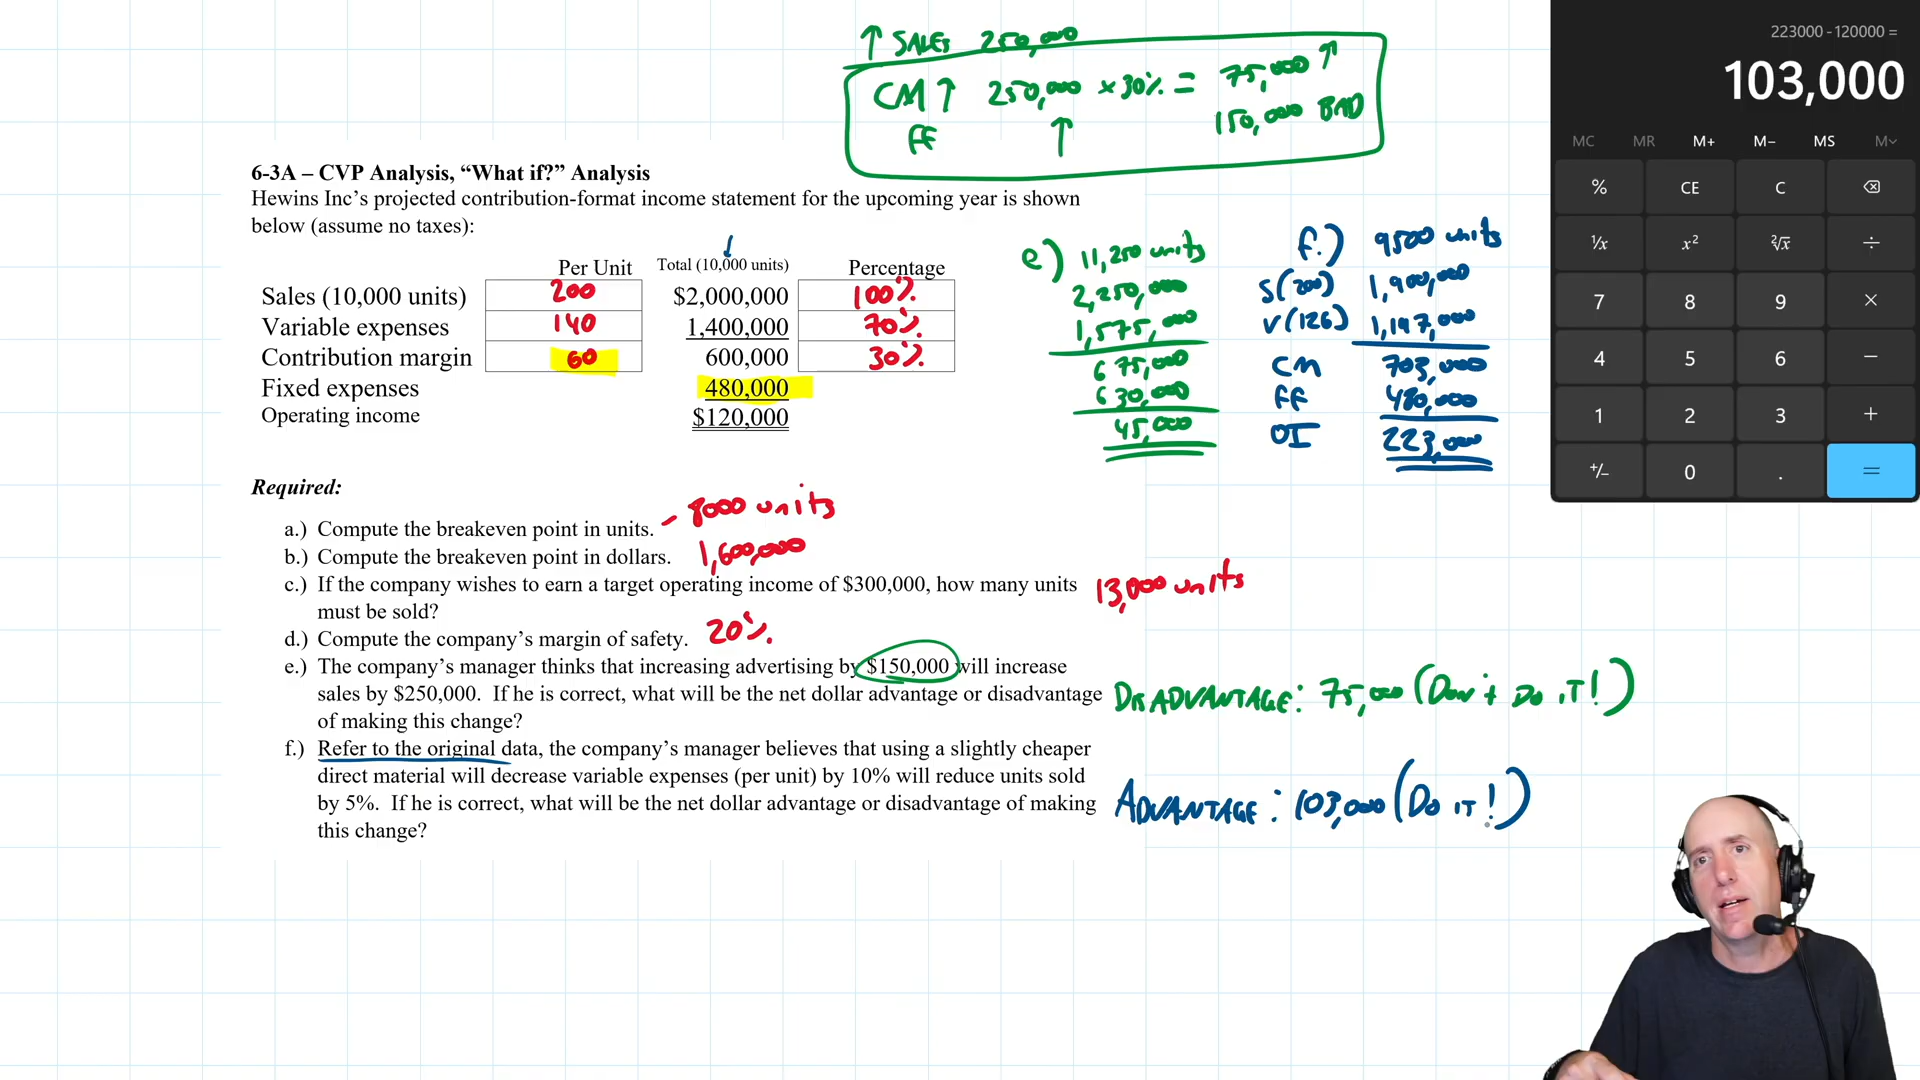 ↑ SALES 250,000
CM ↑ 250,000 × 30% = 75,000 ↑
FF ↑ 150,000 BAD
6-3A – CVP Analysis, “What if?” Analysis
Hewins Inc’s projected contribution-format income statement for the upcoming year is shown
below (assume no taxes):
Per Unit Total (10,000 units) Percentage
Sales (10,000 units) 200 $2,000,000 100%
Variable expenses 140 1,400,000 70%
Contribution margin 60 600,000 30%
Fixed expenses 480,000
Operating income $120,000
e) 11,250 units
2,250,000
1,575,000
675,000
630,000
45,000
f.) 9500 units
S(200) 1,900,000
V(126) 1,197,000
CM 703,000
FF 480,000
OI 223,000
Required:
a.) Compute the breakeven point in units. – 8000 units
b.) Compute the breakeven point in dollars. 1,600,000
c.) If the company wishes to earn a target operating income of $300,000, how many units
must be sold? 13,000 units
d.) Compute the company’s margin of safety. 20%
e.) The company’s manager thinks that increasing advertising by $150,000 will increase
sales by $250,000. If he is correct, what will be the net dollar advantage or disadvantage
of making this change?
DISADVANTAGE: 75,000 (Don't Do iT!)
f.) Refer to the original data, the company’s manager believes that using a slightly cheaper
direct material will decrease variable expenses (per unit) by 10% will reduce units sold
by 5%. If he is correct, what will be the net dollar advantage or disadvantage of making
this change?
ADVANTAGE: 103,000 (Do iT!)
223000 - 120000 =
103,000
MC MR M+ M− MS M˅
% CE C ⌫
¹/x x² ²√x ÷
7 8 9 ×
4 5 6 −
1 2 3 +
+/− 0 . =